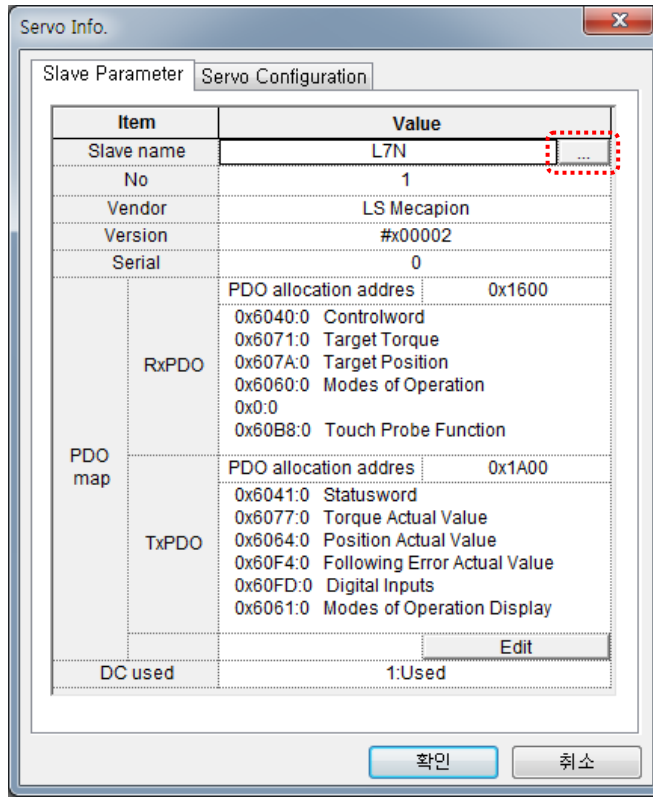 Servo Info.
x
Slave Parameter Servo Configuration
Item Value
Slave name L7N ...
No 1
Vendor LS Mecapion
Version #x00002
Serial 0
PDO map
RxPDO
PDO allocation addres 0x1600
0x6040:0 Controlword
0x6071:0 Target Torque
0x607A:0 Target Position
0x6060:0 Modes of Operation
0x0:0
0x60B8:0 Touch Probe Function
TxPDO
PDO allocation addres 0x1A00
0x6041:0 Statusword
0x6077:0 Torque Actual Value
0x6064:0 Position Actual Value
0x60F4:0 Following Error Actual Value
0x60FD:0 Digital Inputs
0x6061:0 Modes of Operation Display
Edit
DC used 1:Used
확인 취소